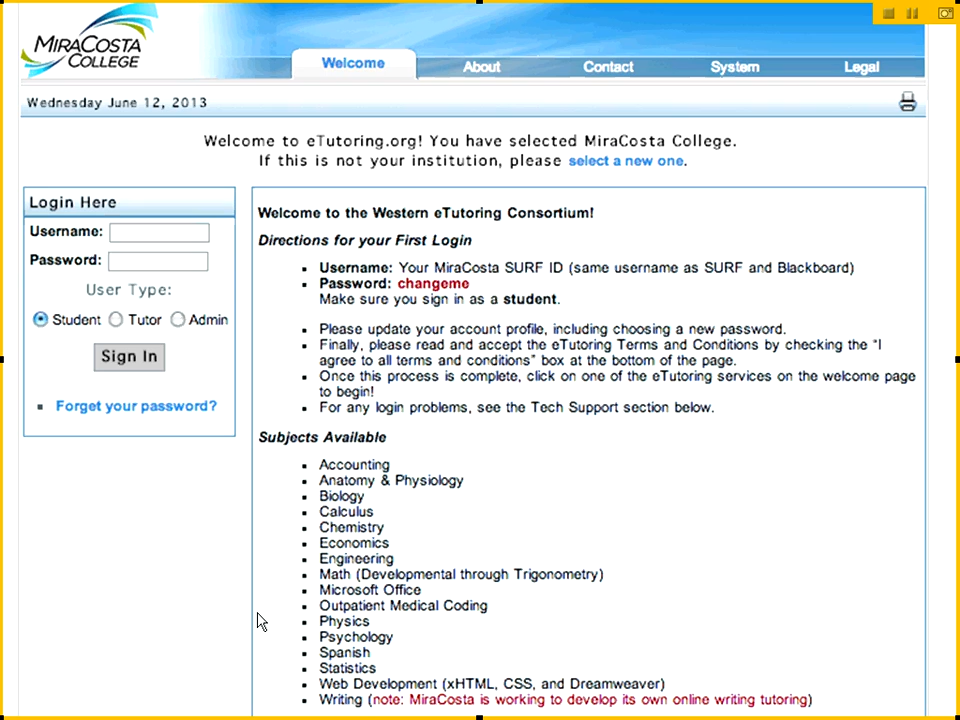 MIRACOSTA
COLLEGE
Welcome
About
Contact
System
Legal
Wednesday June 12, 2013
Welcome to eTutoring.org! You have selected MiraCosta College.
If this is not your institution, please select a new one.
Login Here
Username:
Password:
User Type:
Student Tutor Admin
Sign In
Forget your password?
Welcome to the Western eTutoring Consortium!
Directions for your First Login
Username: Your MiraCosta SURF ID (same username as SURF and Blackboard)
Password: changeme
Make sure you sign in as a student.
Please update your account profile, including choosing a new password.
Finally, please read and accept the eTutoring Terms and Conditions by checking the "I
agree to all terms and conditions" box at the bottom of the page.
Once this process is complete, click on one of the eTutoring services on the welcome page
to begin!
For any login problems, see the Tech Support section below.
Subjects Available
Accounting
Anatomy & Physiology
Biology
Calculus
Chemistry
Economics
Engineering
Math (Developmental through Trigonometry)
Microsoft Office
Outpatient Medical Coding
Physics
Psychology
Spanish
Statistics
Web Development (xHTML, CSS, and Dreamweaver)
Writing (note: MiraCosta is working to develop its own online writing tutoring)